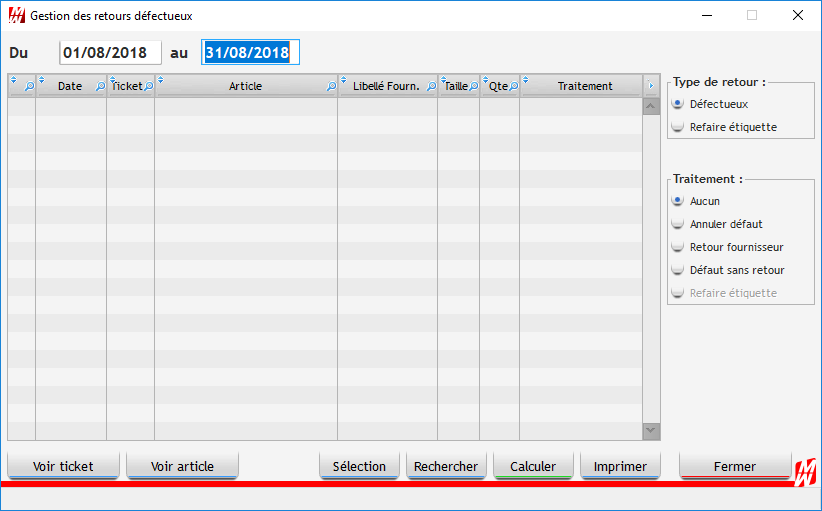 Gestion des retours défectueux
Du 01/08/2018 au 31/08/2018
Date Ticket Article Libellé Fourn. Taille Qte Traitement
Type de retour :
Défectueux
Refaire étiquette
Traitement :
Aucun
Annuler défaut
Retour fournisseur
Défaut sans retour
Refaire étiquette
Voir ticket Voir article Sélection Rechercher Calculer Imprimer Fermer